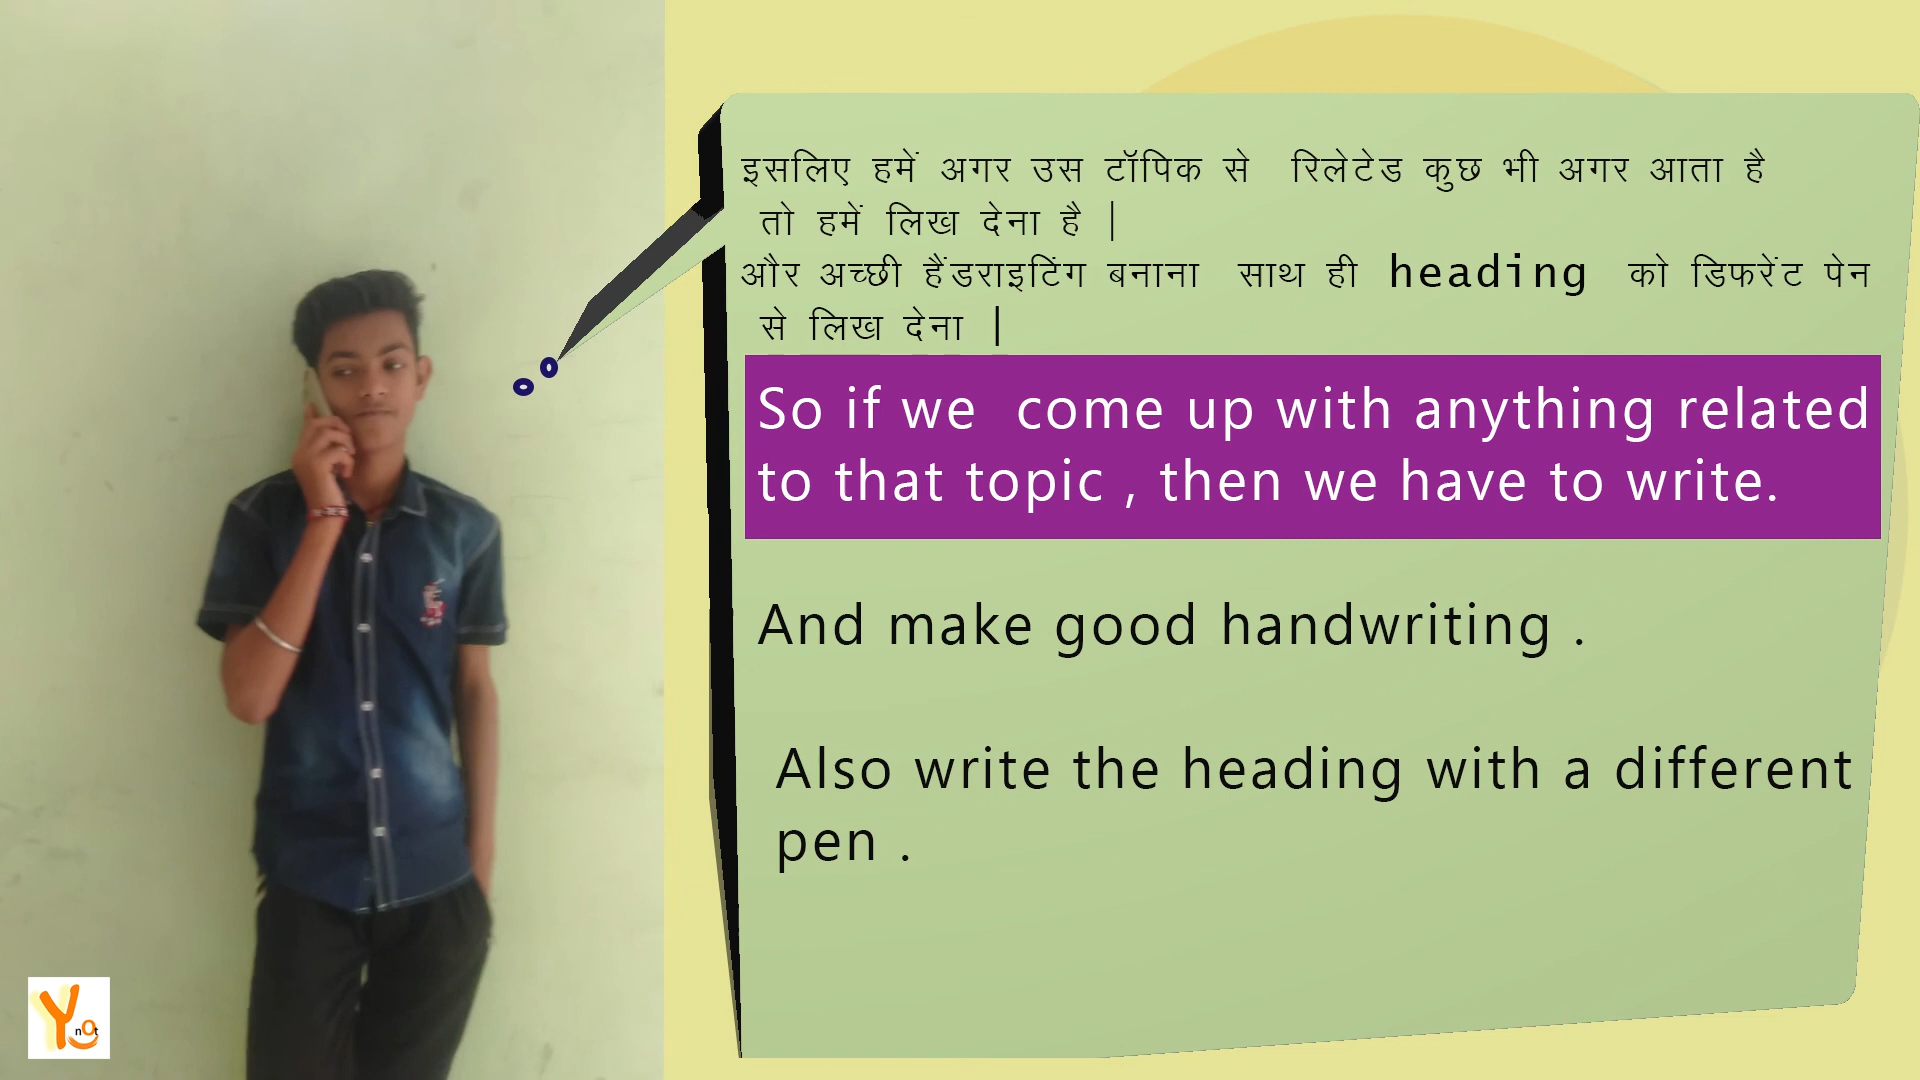 इसलिए हमें अगर उस टॉपिक से रिलेटेड कुछ भी अगर आता है
तो हमें लिख देना है |
और अच्छी हैंडराइटिंग बनाना साथ ही heading को डिफरेंट पेन
से लिख देना |
So if we come up with anything related
to that topic , then we have to write.
And make good handwriting .
Also write the heading with a different
pen .
Y not